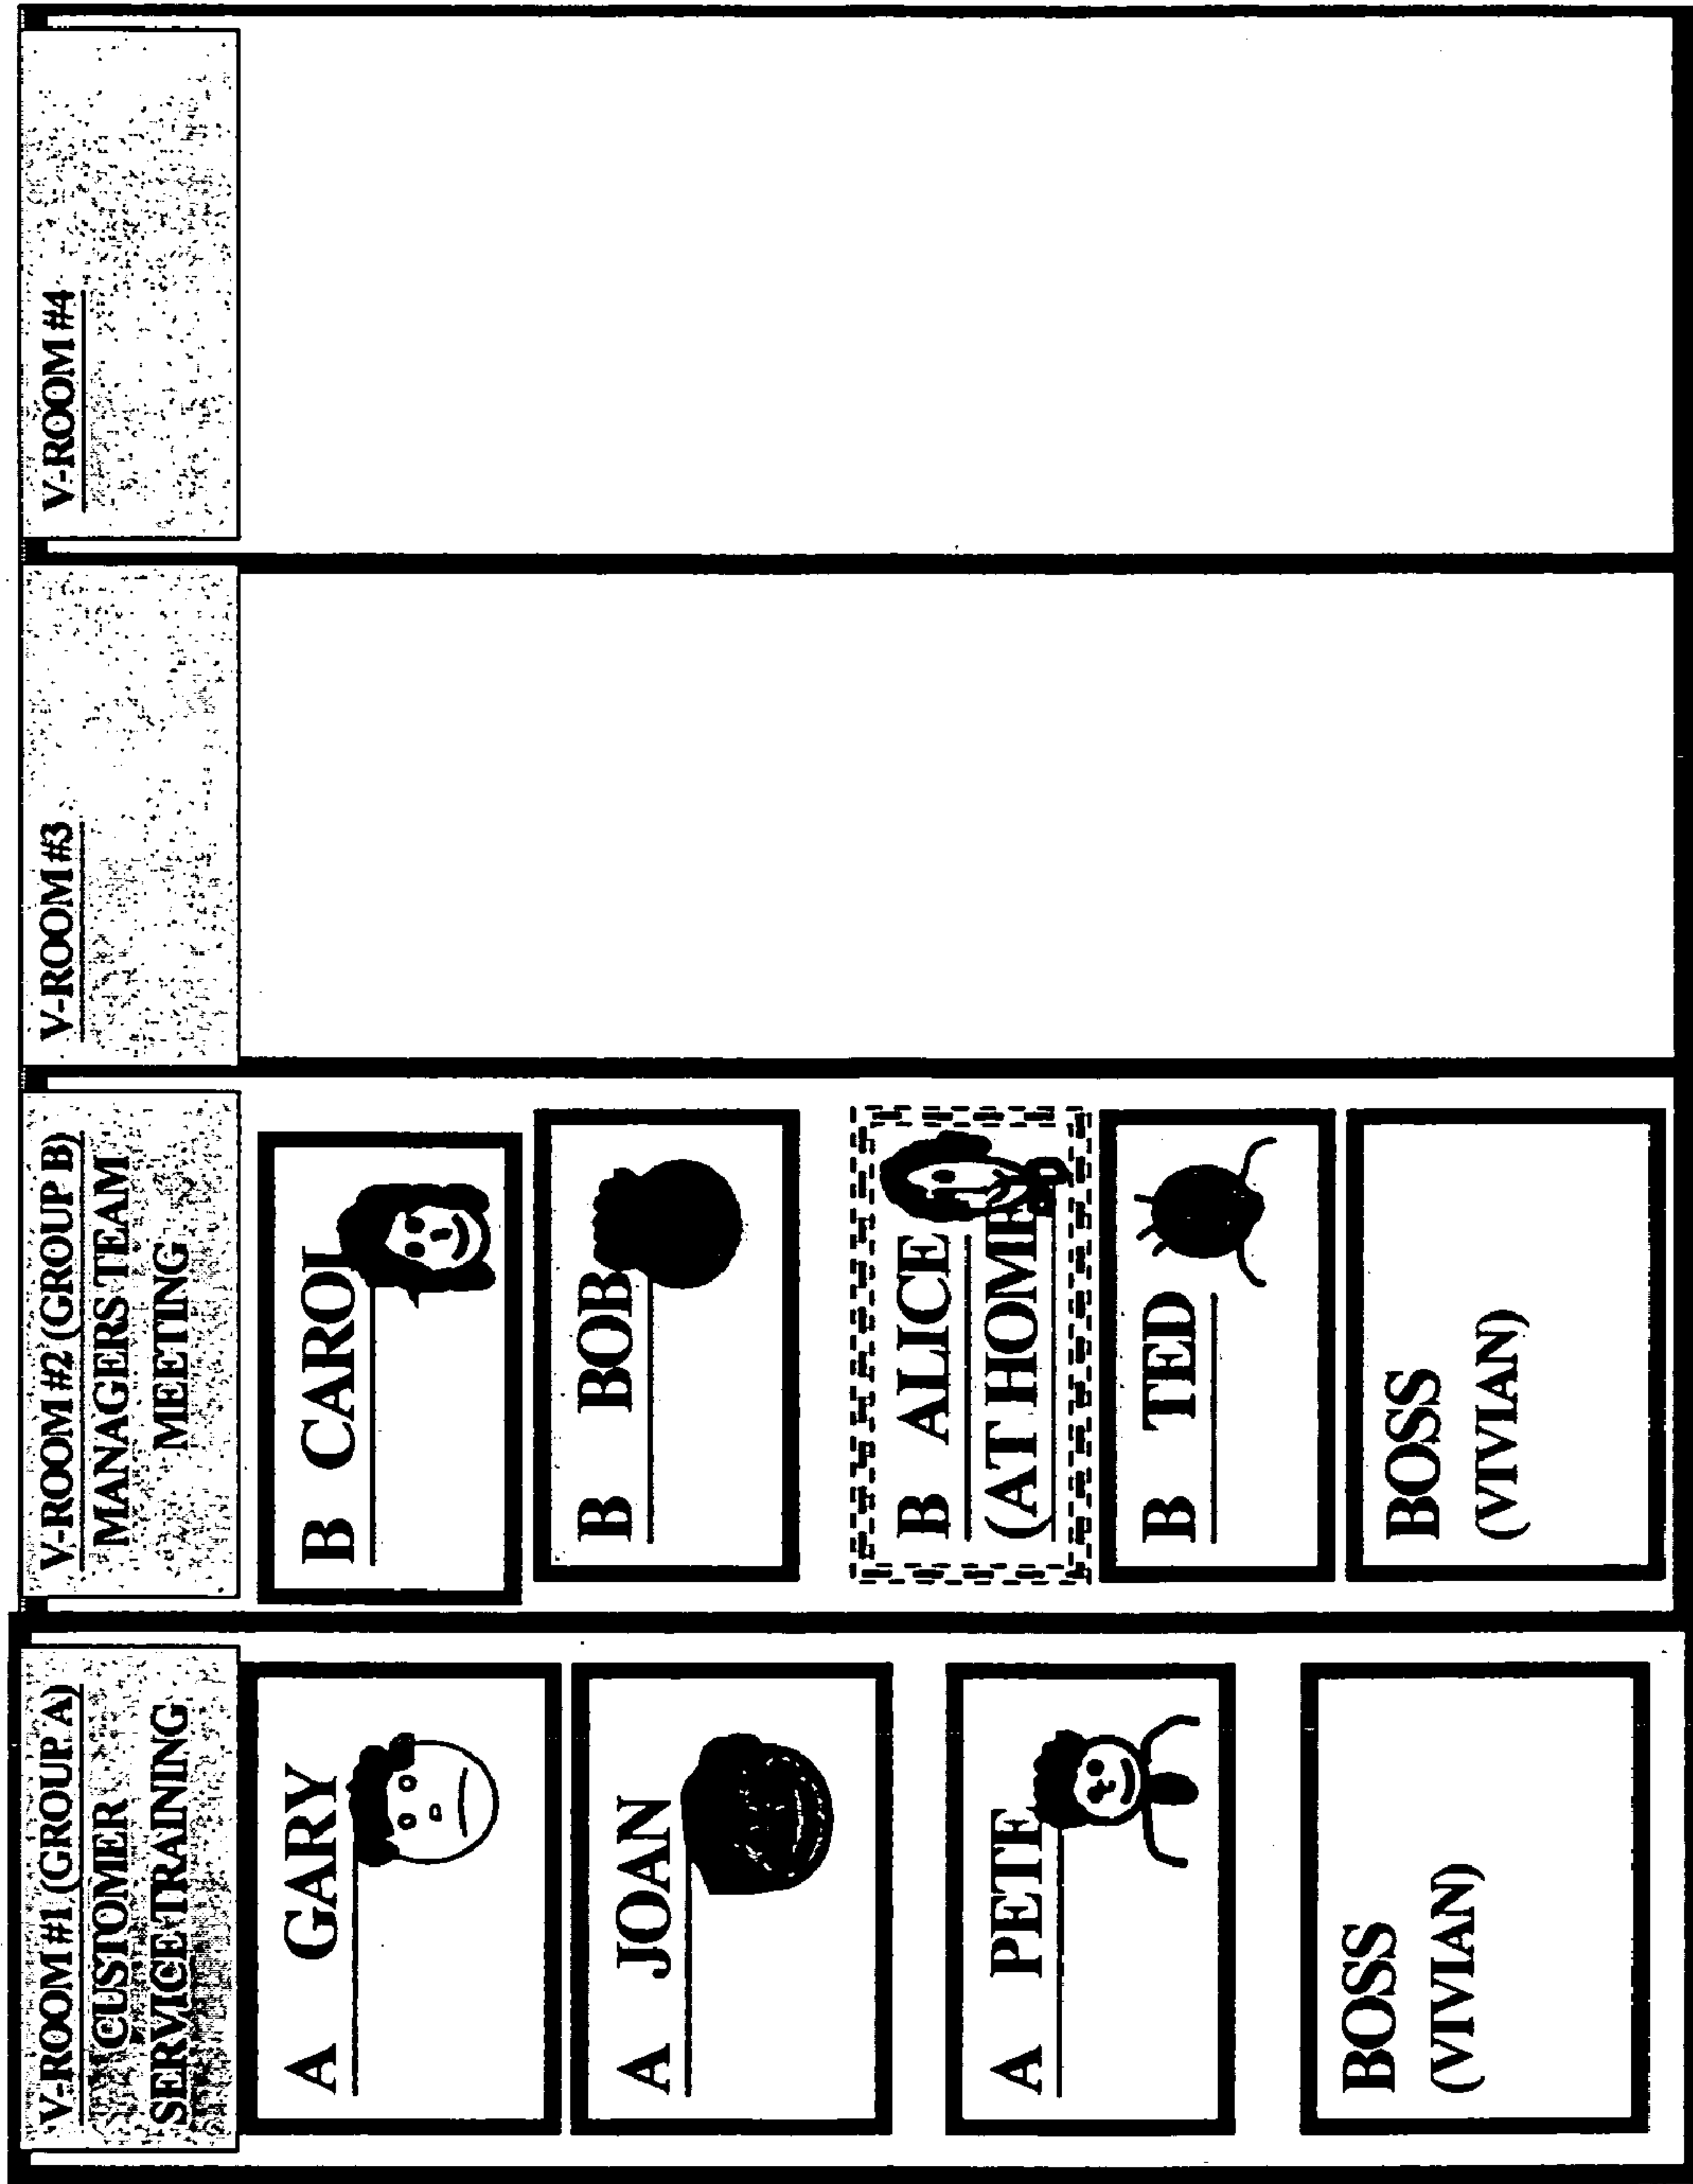 V-ROOM #1 (GROUP A)
CUSTOMER
SERVICE TRAINING
A GARY
A JOAN
A PETE
BOSS
(VIVIAN)
V-ROOM #2 (GROUP B)
MANAGERS TEAM
MEETING
B CAROL
B BOB
B ALICE
(AT HOME)
B TED
BOSS
(VIVIAN)
V-ROOM #3
V-ROOM #4